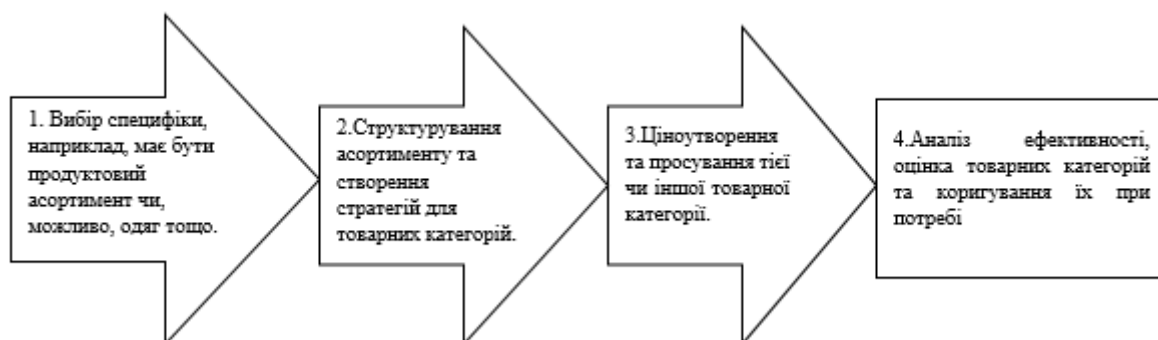 1. Вибір специфіки,
наприклад, має бути
продуктовий
асортимент чи,
можливо, одяг тощо.
2.Структурування
асортименту та
створення
стратегій для
товарних категорій.
3.Ціноутворення
та просування тієї
чи іншої товарної
категорії.
4.Аналіз ефективності,
оцінка товарних категорій
та коригування їх при
потребі